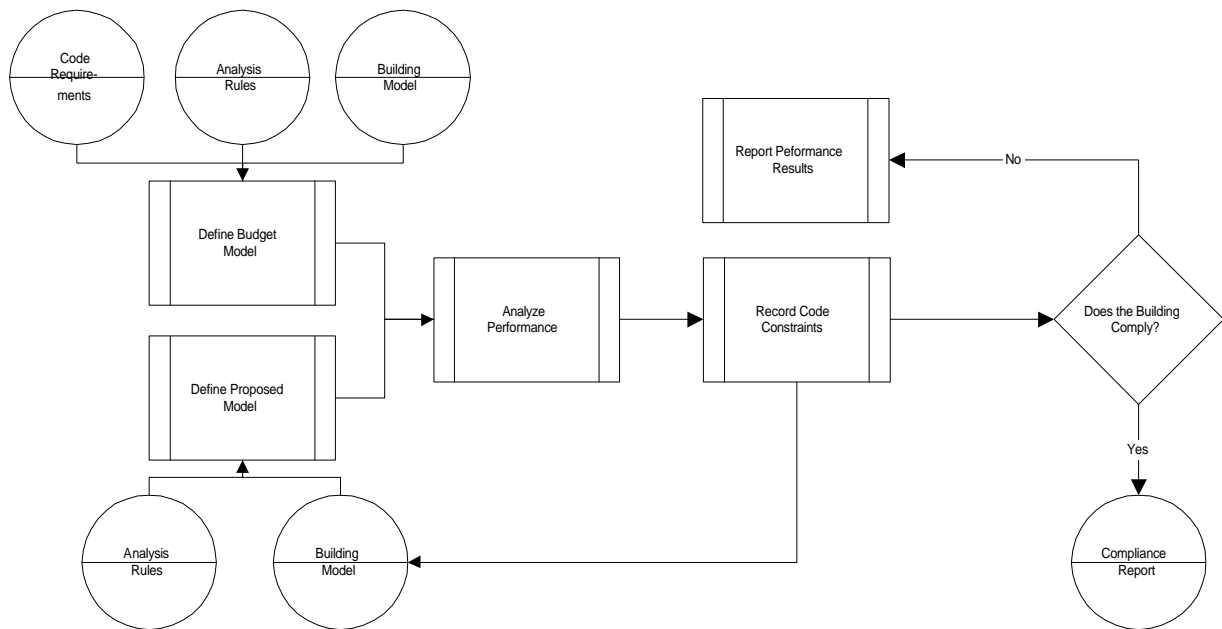 Code
Require-
ments
Analysis
Rules
Building
Model
Report Peformance
Results
No
Define Budget
Model
Analyze
Performance
Record Code
Constraints
Does the Building
Comply?
Define Proposed
Model
Yes
Analysis
Rules
Building
Model
Compliance
Report